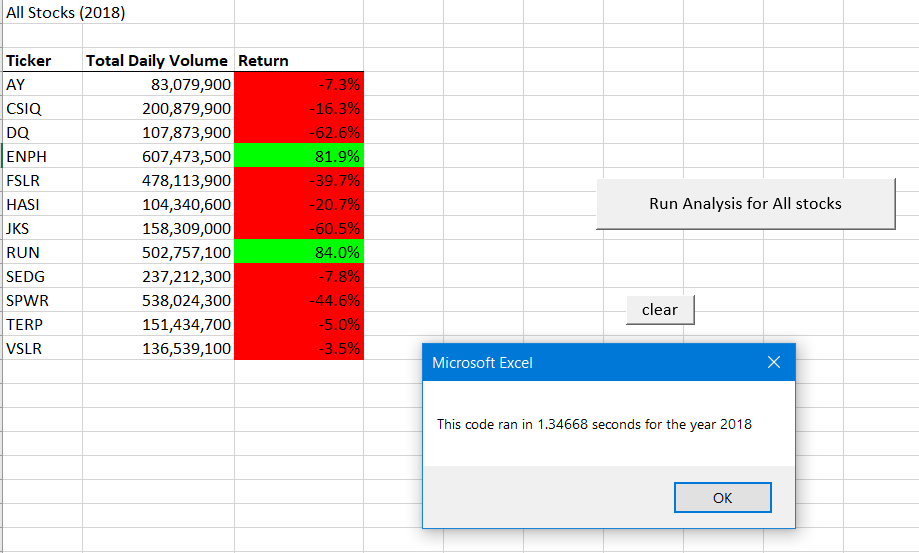 All Stocks (2018)
Ticker Total Daily Volume Return
AY 83,079,900 -7.3%
CSIQ 200,879,900 -16.3%
DQ 107,873,900 -62.6%
ENPH 607,473,500 81.9%
FSLR 478,113,900 -39.7%
HASI 104,340,600 -20.7%
JKS 158,309,000 -60.5%
RUN 502,757,100 84.0%
SEDG 237,212,300 -7.8%
SPWR 538,024,300 -44.6%
TERP 151,434,700 -5.0%
VSLR 136,539,100 -3.5%
Run Analysis for All stocks
clear
Microsoft Excel
This code ran in 1.34668 seconds for the year 2018
OK